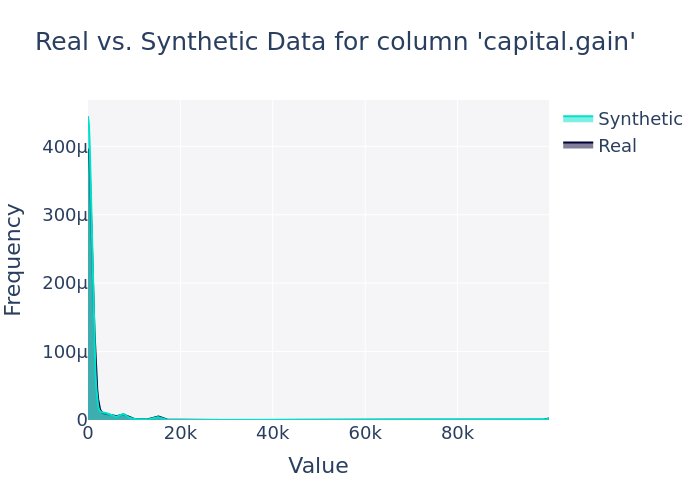 Real vs. Synthetic Data for column 'capital.gain'
Synthetic
Real
400μ
300μ
200μ
100μ
0
0
20k
40k
60k
80k
Frequency
Value